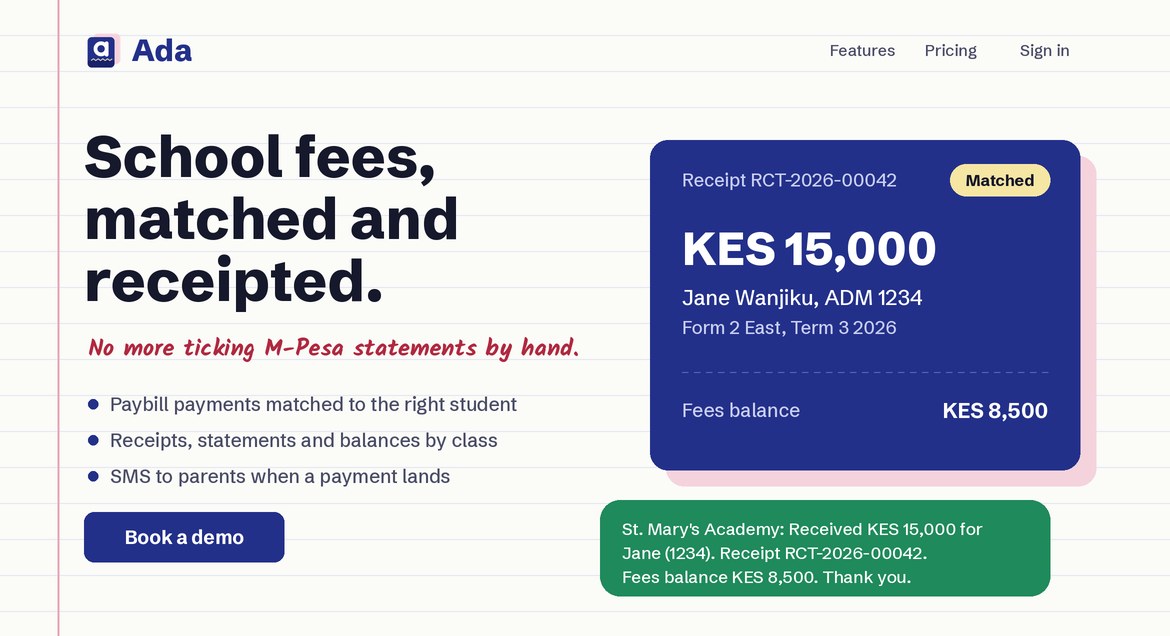 a Ada
Features Pricing Sign in
School fees,
matched and
receipted.
No more ticking M-Pesa statements by hand.
Paybill payments matched to the right student
Receipts, statements and balances by class
SMS to parents when a payment lands
Book a demo
Receipt RCT-2026-00042 Matched
KES 15,000
Jane Wanjiku, ADM 1234
Form 2 East, Term 3 2026
Fees balance KES 8,500
St. Mary's Academy: Received KES 15,000 for
Jane (1234). Receipt RCT-2026-00042.
Fees balance KES 8,500. Thank you.